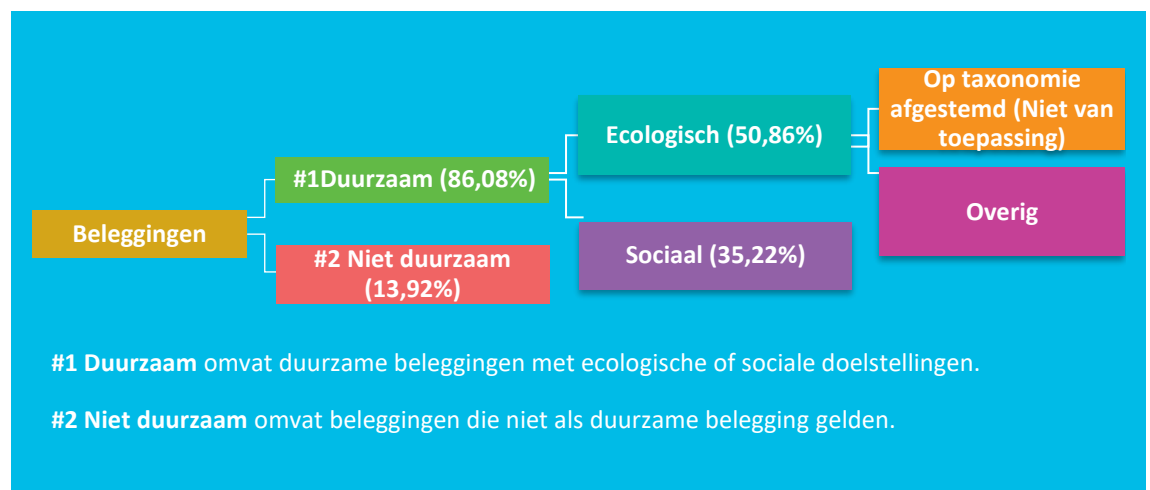 Beleggingen
#1Duurzaam (86,08%)
#2 Niet duurzaam
(13,92%)
Ecologisch (50,86%)
Sociaal (35,22%)
Op taxonomie
afgestemd (Niet van
toepassing)
Overig
#1 Duurzaam omvat duurzame beleggingen met ecologische of sociale doelstellingen.
#2 Niet duurzaam omvat beleggingen die niet als duurzame belegging gelden.